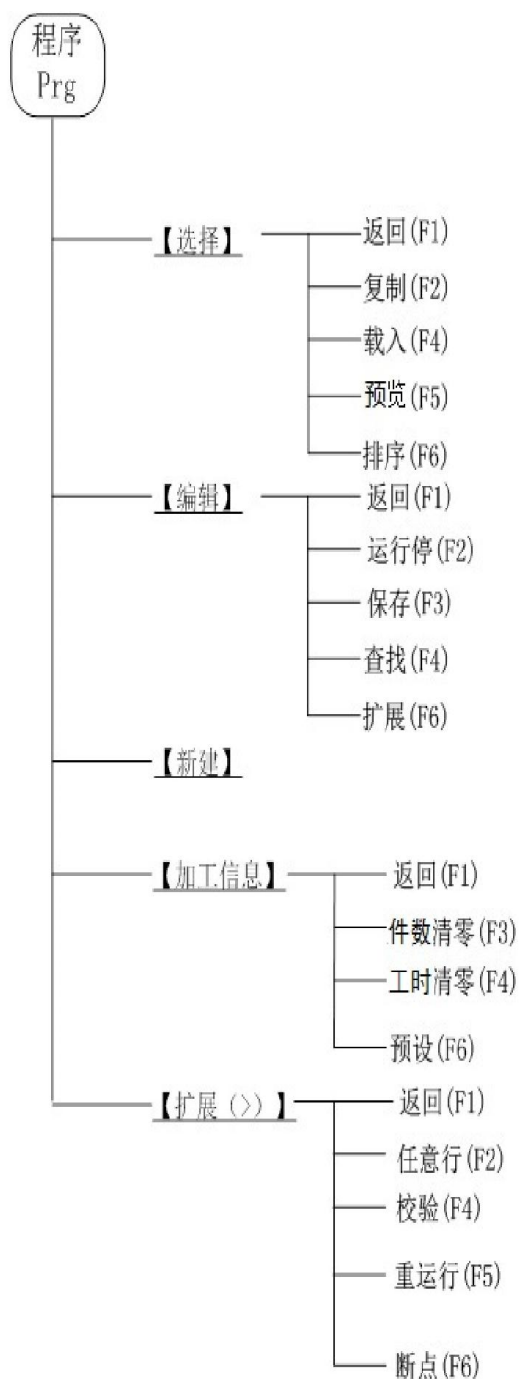 程序
Prg
【选择】
返回(F1)
复制(F2)
载入(F4)
预览(F5)
排序(F6)
【编辑】
返回(F1)
运行停(F2)
保存(F3)
查找(F4)
扩展(F6)
【新建】
【加工信息】
返回(F1)
件数清零(F3)
工时清零(F4)
预设(F6)
【扩展（>）】
返回(F1)
任意行(F2)
校验(F4)
重运行(F5)
断点(F6)